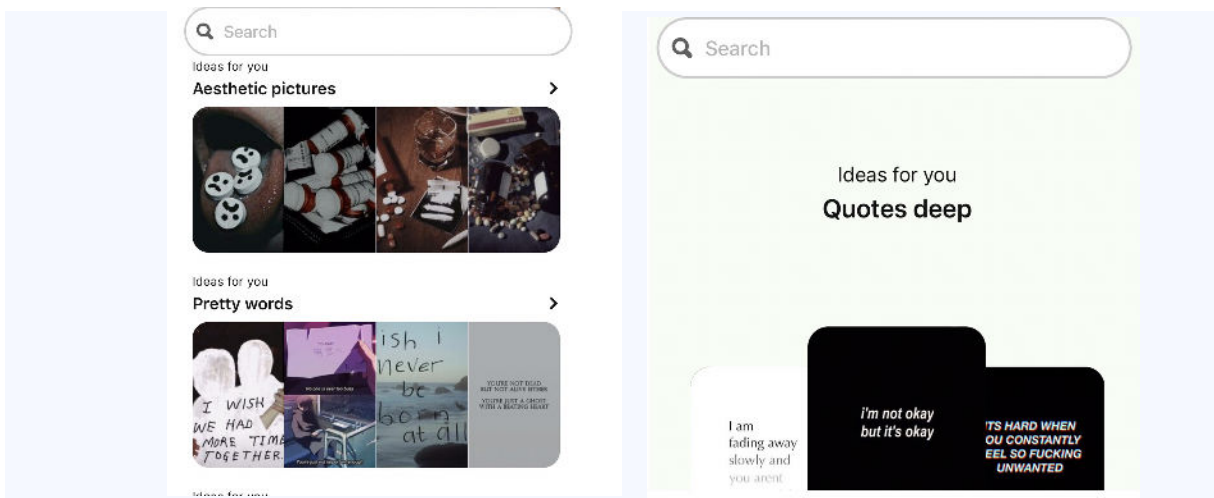 Search
Ideas for you
Aesthetic pictures
Ideas for you
Pretty words
I WISH
WE HAD
MORE TIME
TOGETHER.
ish i
never
be
born
at all
YOU'RE NOT DEAD
BUT NOT ALIVE EITHER
YOU'RE JUST A GHOST
WITH A BEATING HEART
Ideas for you
Search
Ideas for you
Quotes deep
I am
fading away
slowly and
you arent
i'm not okay
but it's okay
TS HARD WHEN
OU CONSTANTLY
EEL SO FUCKING
UNWANTED